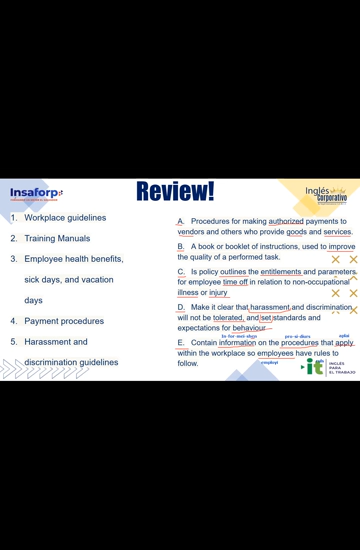 Insaforp
Review!
Inglés
Corporativo
1. Workplace guidelines
2. Training Manuals
3. Employee health benefits,
sick days, and vacation
days
4. Payment procedures
5. Harassment and
discrimination guidelines
A. Procedures for making authorized payments to
vendors and others who provide goods and services.
B. A book or booklet of instructions, used to improve
the quality of a performed task.
C. Is policy outlines the entitlements and parameters
for employee time off in relation to non-occupational
illness or injury
D. Make it clear that harassment and discrimination
will not be tolerated, and set standards and
expectations for behaviour
E. Contain information on the procedures that apply
within the workplace so employees have rules to
follow.
it
INGLÉS
PARA
EL TRABAJO